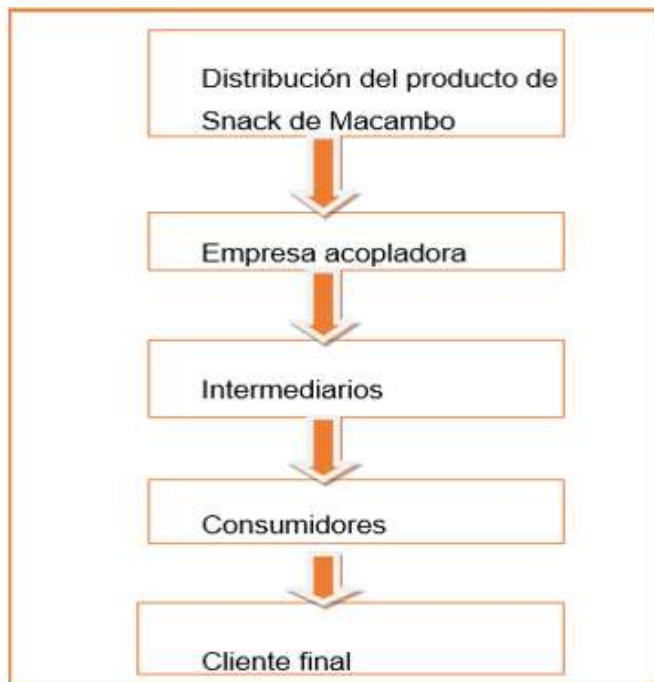 Distribución del producto de
Snack de Macambo
Empresa acopladora
Intermediarios
Consumidores
Cliente final